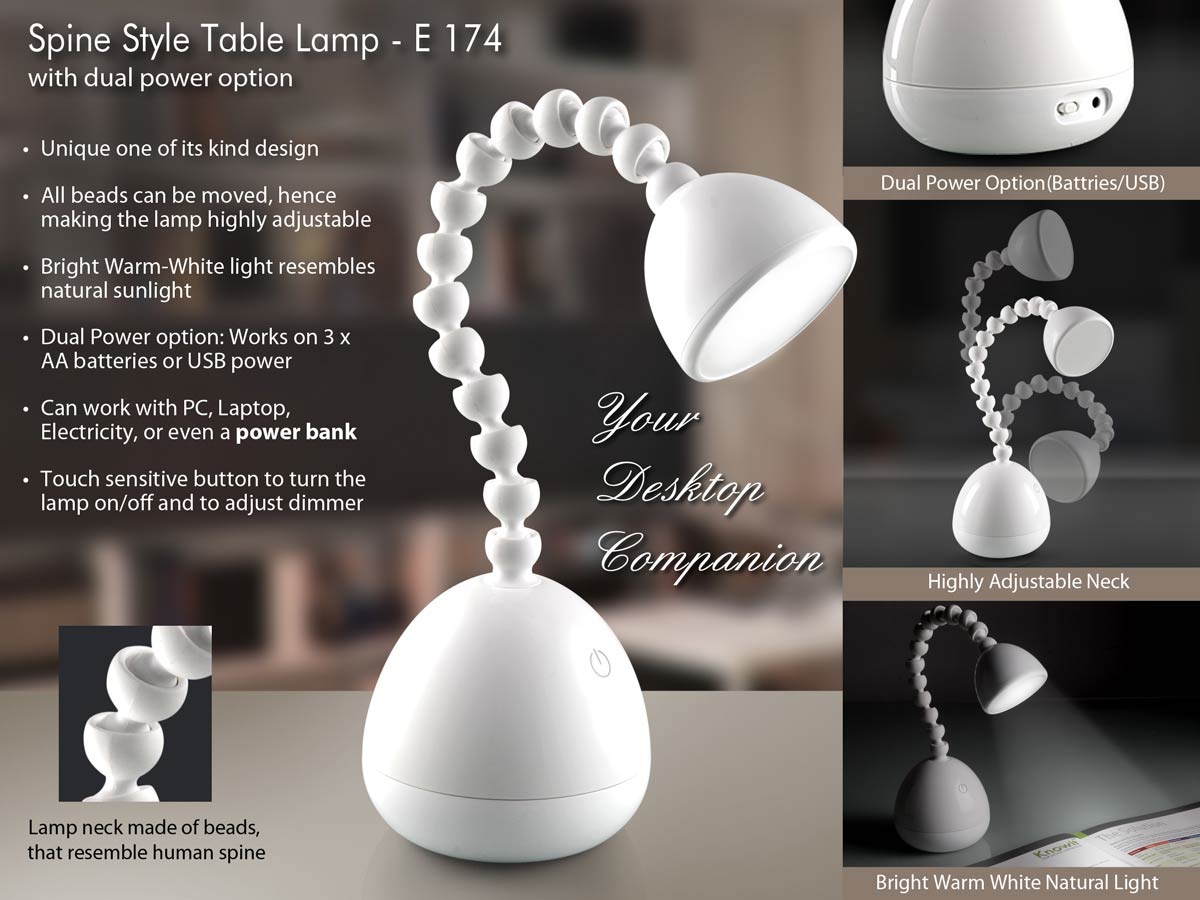 Spine Style Table Lamp - E 174
with dual power option
• Unique one of its kind design
• All beads can be moved, hence
making the lamp highly adjustable
• Bright Warm-White light resembles
natural sunlight
• Dual Power option: Works on 3 x
AA batteries or USB power
• Can work with PC, Laptop,
Electricity, or even a power bank
• Touch sensitive button to turn the
lamp on/off and to adjust dimmer
Your
Desktop
Companion
Lamp neck made of beads,
that resemble human spine
Dual Power Option(Battries/USB)
Highly Adjustable Neck
Bright Warm White Natural Light